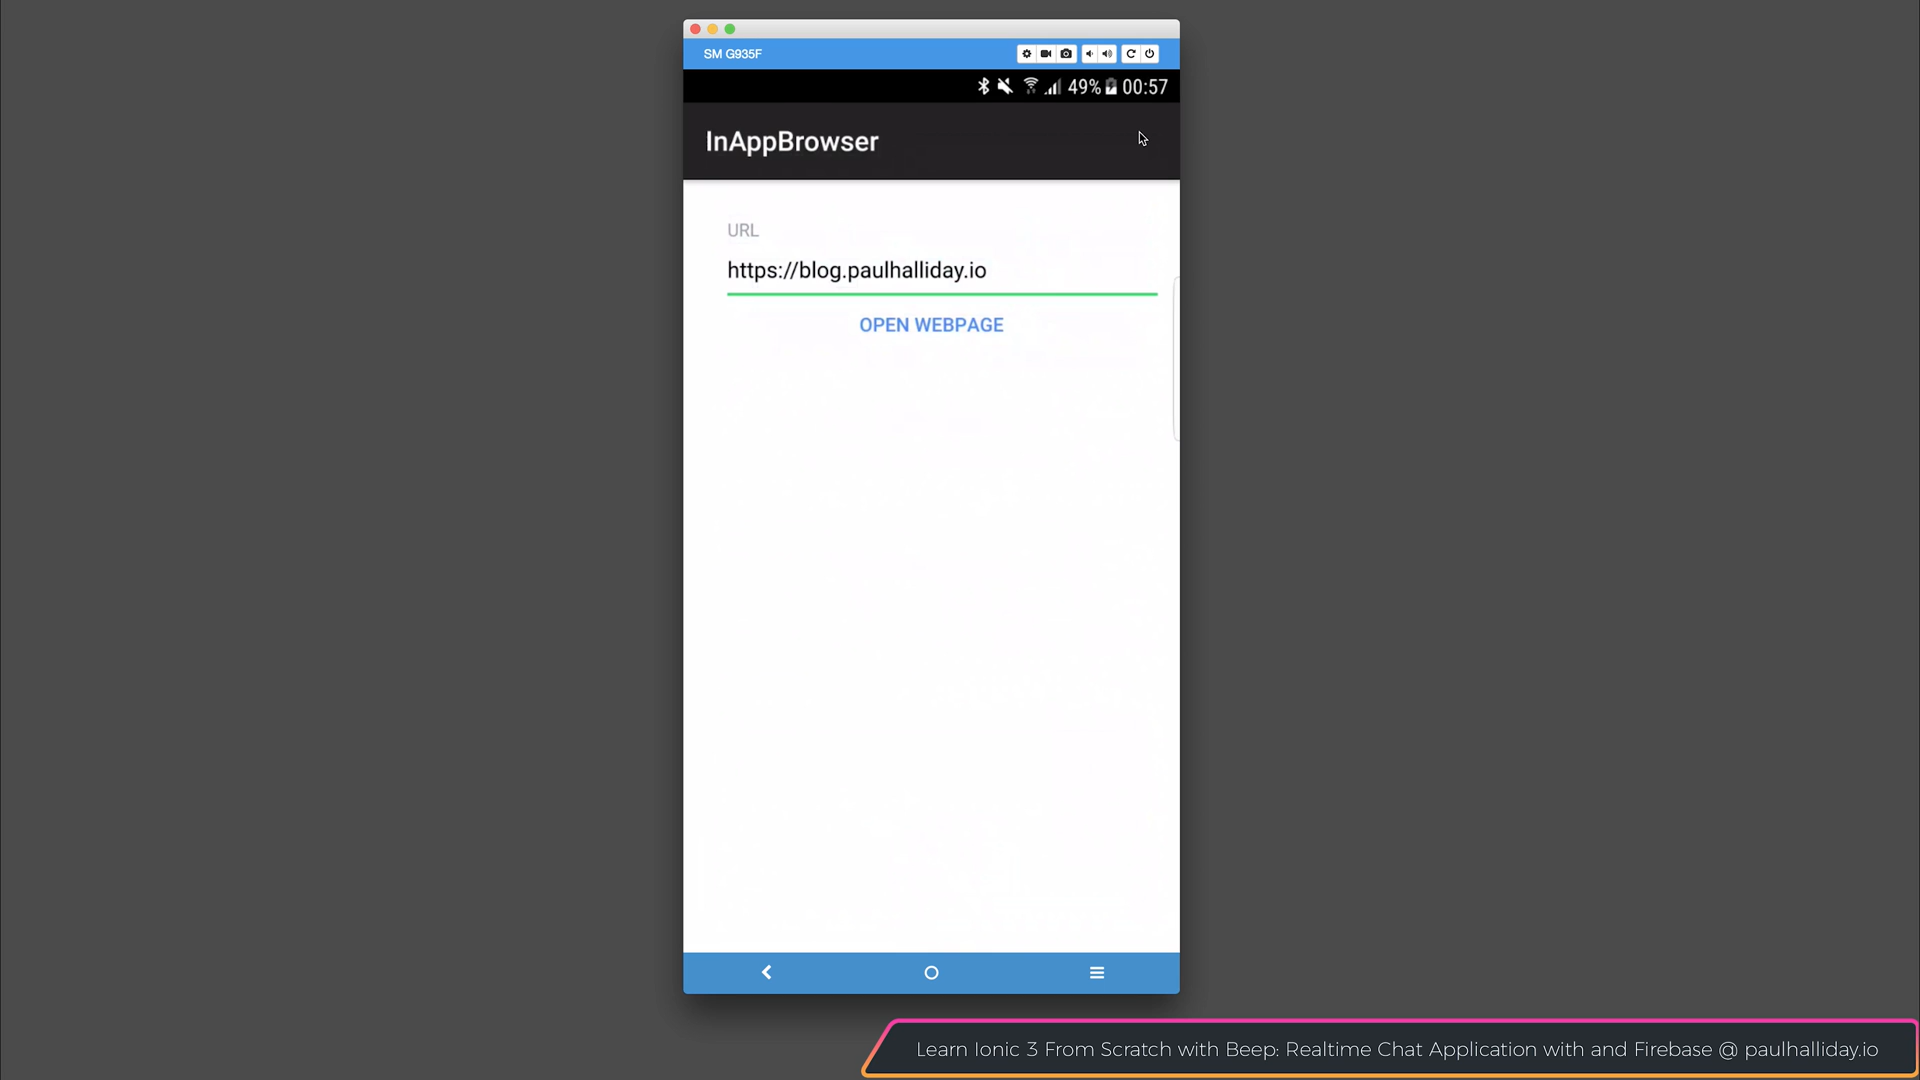 SM G935F
49% 00:57
InAppBrowser
URL
https://blog.paulhalliday.io
OPEN WEBPAGE
Learn Ionic 3 From Scratch with Beep: Realtime Chat Application with and Firebase @ paulhalliday.io